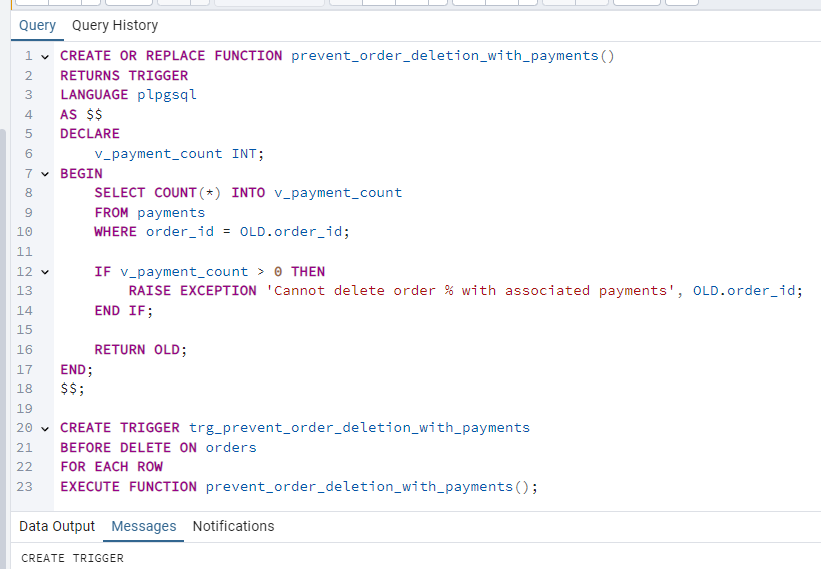 Query Query History
1 CREATE OR REPLACE FUNCTION prevent_order_deletion_with_payments()
2 RETURNS TRIGGER
3 LANGUAGE plpgsql
4 AS $$
5 DECLARE
6     v_payment_count INT;
7 BEGIN
8     SELECT COUNT(*) INTO v_payment_count
9     FROM payments
10     WHERE order_id = OLD.order_id;
11
12     IF v_payment_count > 0 THEN
13         RAISE EXCEPTION 'Cannot delete order % with associated payments', OLD.order_id;
14     END IF;
15
16     RETURN OLD;
17 END;
18 $$;
19
20 CREATE TRIGGER trg_prevent_order_deletion_with_payments
21 BEFORE DELETE ON orders
22 FOR EACH ROW
23 EXECUTE FUNCTION prevent_order_deletion_with_payments();
Data Output Messages Notifications
CREATE TRIGGER